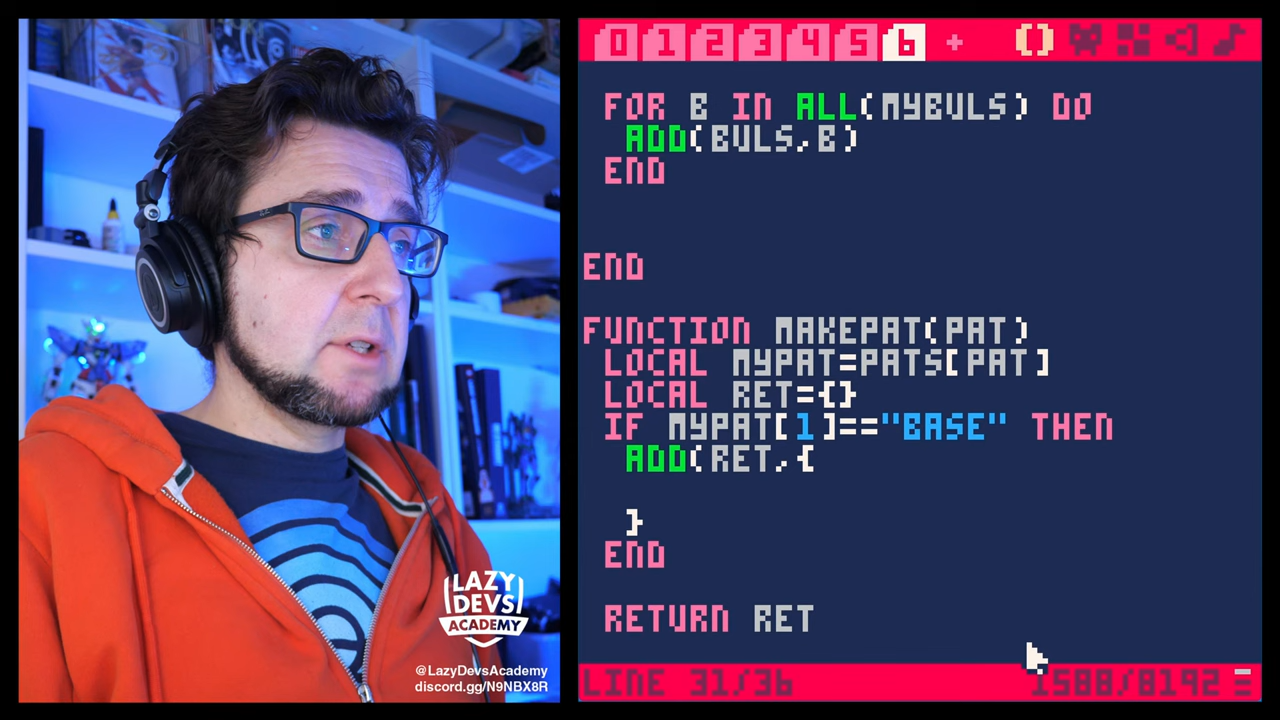 0 1 2 3 4 5 6 +
FOR B IN ALL(MYBULS) DO
ADD(BULS,B)
END
END
FUNCTION MAKEPAT(PAT)
LOCAL MYPAT=PATS[PAT]
LOCAL RET={}
IF MYPAT[1]=="BASE" THEN
ADD(RET,{
}
END
RETURN RET
LINE 31/36
1588/8192
LAZY
DEVS
ACADEMY
@LazyDevsAcademy
discord.gg/N9NBX8R